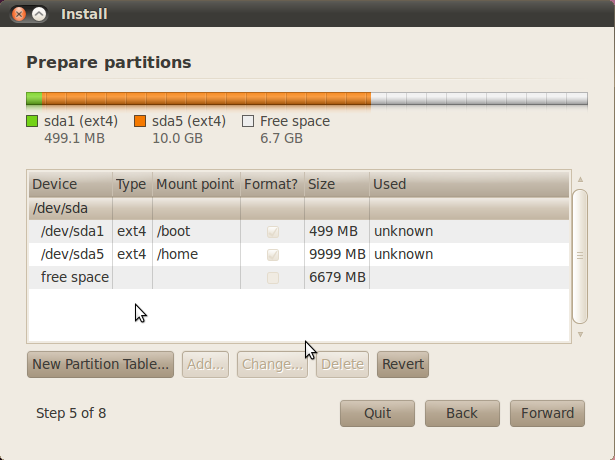 Install
Prepare partitions
sda1 (ext4) sda5 (ext4) Free space
499.1 MB 10.0 GB 6.7 GB
Device Type Mount point Format? Size Used
/dev/sda
/dev/sda1 ext4 /boot 499 MB unknown
/dev/sda5 ext4 /home 9999 MB unknown
free space 6679 MB
New Partition Table... Add... Change... Delete Revert
Step 5 of 8 Quit Back Forward